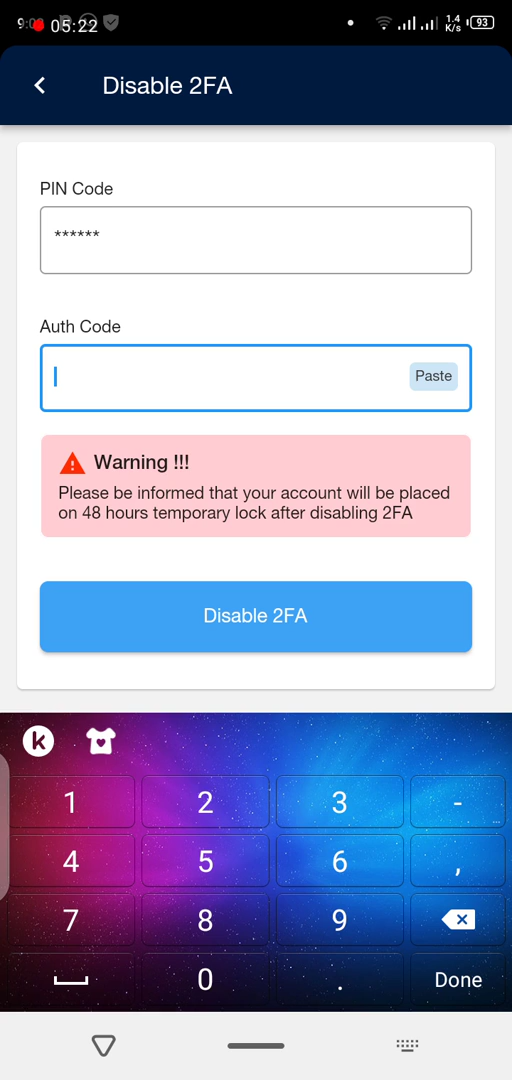 05:22
1.4
K/s
93
Disable 2FA
PIN Code
******
Auth Code
Paste
Warning !!!
Please be informed that your account will be placed
on 48 hours temporary lock after disabling 2FA
Disable 2FA
k
1 2 3 -
4 5 6 ,
7 8 9
0 . Done